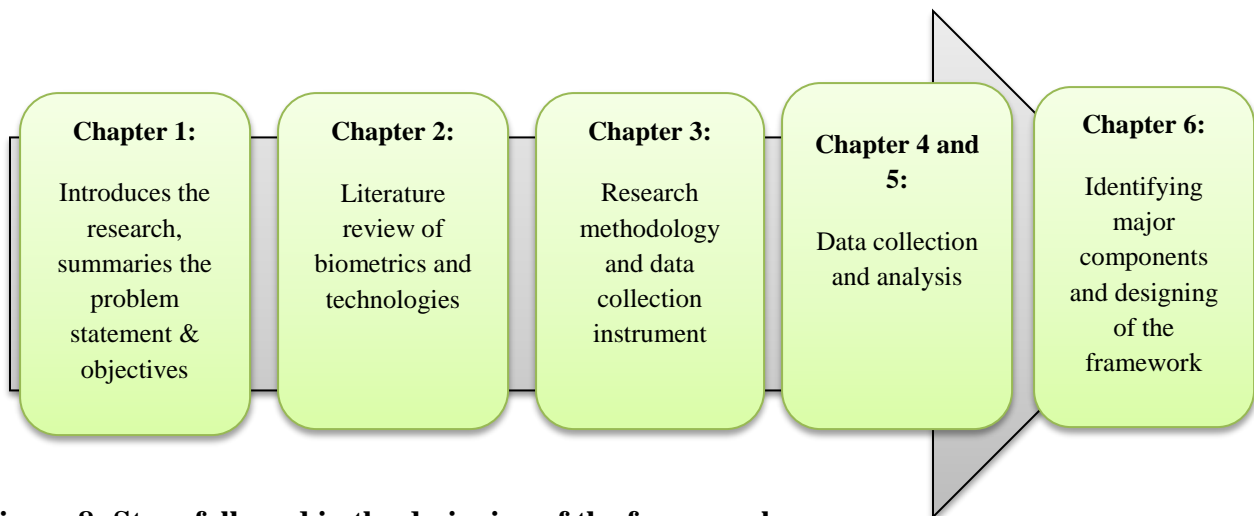 Chapter 1:
Introduces the
research,
summaries the
problem
statement &
objectives
Chapter 2:
Literature
review of
biometrics and
technologies
Chapter 3:
Research
methodology
and data
collection
instrument
Chapter 4 and
5:
Data collection
and analysis
Chapter 6:
Identifying
major
components
and designing
of the
framework